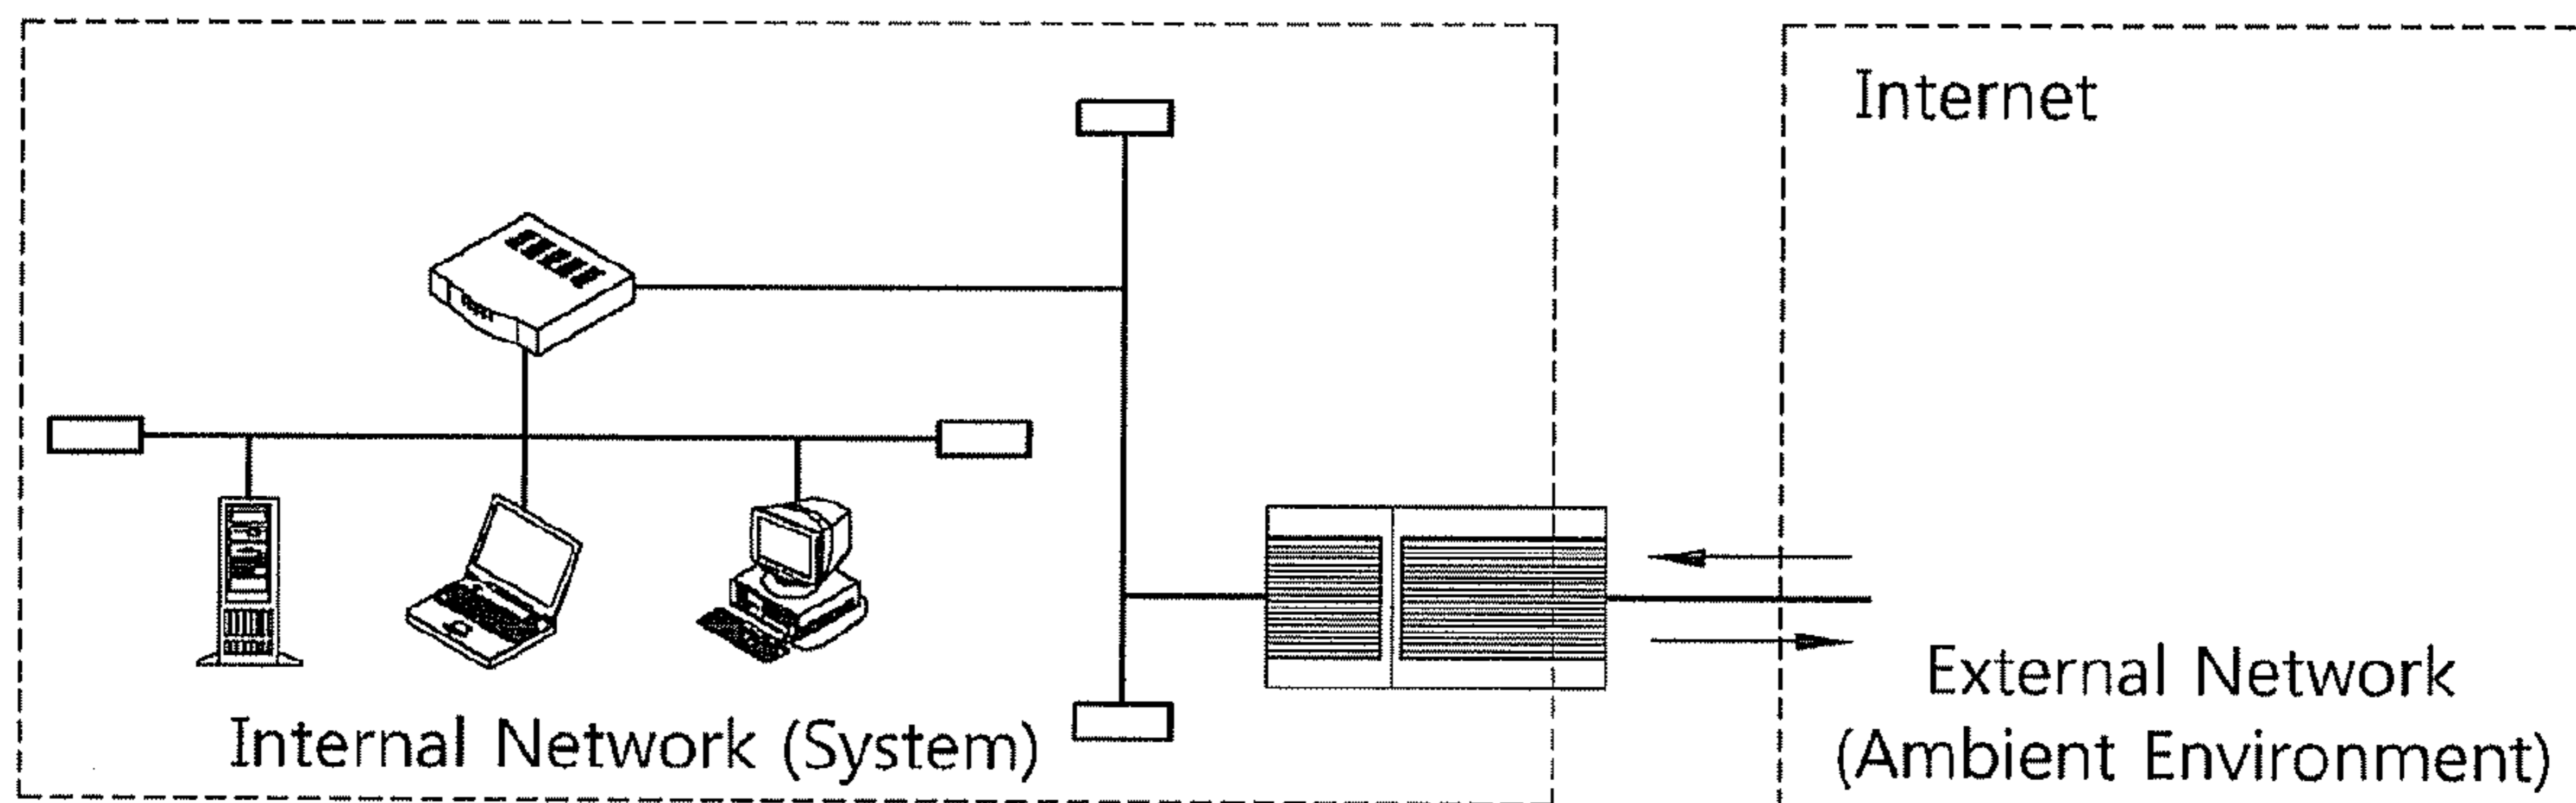 Internet
Internal Network (System)
External Network
(Ambient Environment)